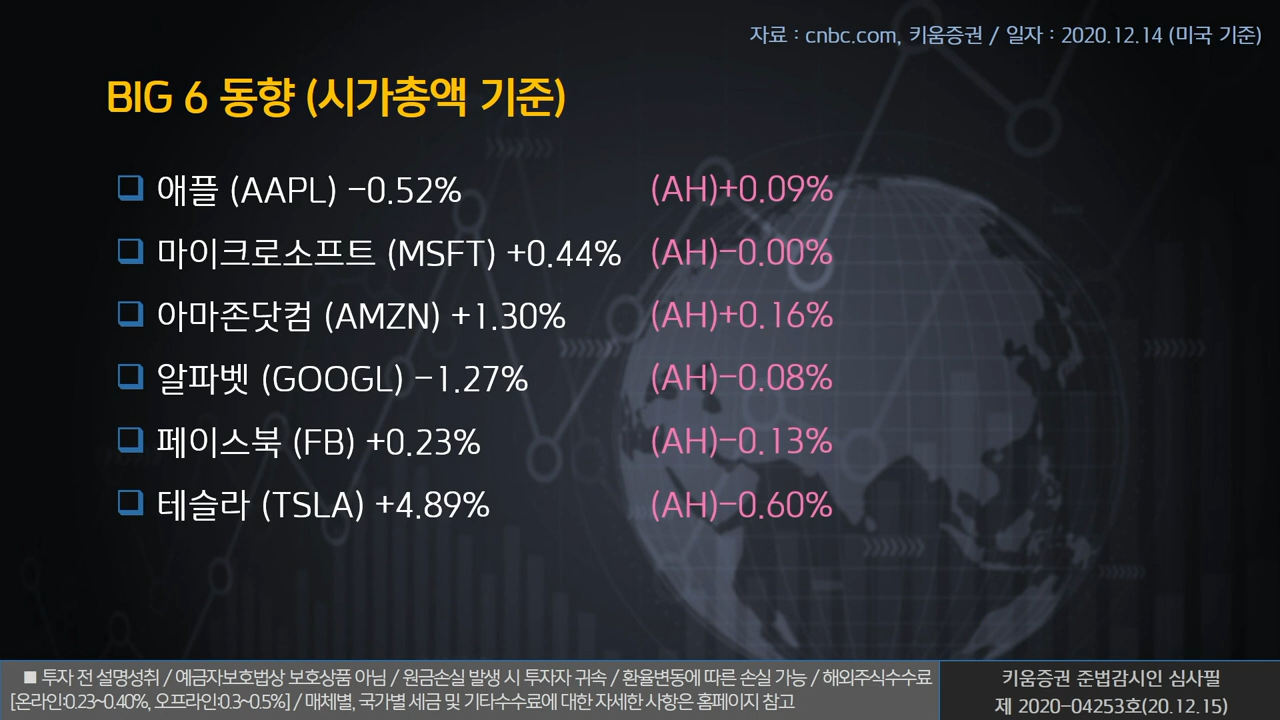 자료 : cnbc.com, 키움증권 / 일자 : 2020.12.14 (미국 기준)
BIG 6 동향 (시가총액 기준)
애플 (AAPL) −0.52% (AH)+0.09%
마이크로소프트 (MSFT) +0.44% (AH)−0.00%
아마존닷컴 (AMZN) +1.30% (AH)+0.16%
알파벳 (GOOGL) −1.27% (AH)−0.08%
페이스북 (FB) +0.23% (AH)−0.13%
테슬라 (TSLA) +4.89% (AH)−0.60%
■ 투자 전 설명성취 / 예금자보호법상 보호상품 아님 / 원금손실 발생 시 투자자 귀속 / 환율변동에 따른 손실 가능 / 해외주식수수료
[온라인:0.23~0.40%, 오프라인:0.3~0.5%] / 매체별, 국가별 세금 및 기타수수료에 대한 자세한 사항은 홈페이지 참고
키움증권 준법감시인 심사필
제 2020-04253호(20.12.15)